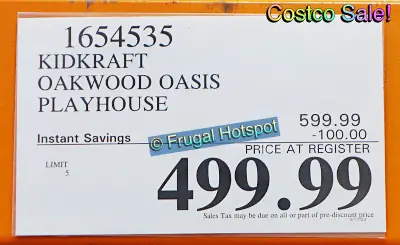 Costco Sale!
1654535
KIDKRAFT
OAKWOOD OASIS
PLAYHOUSE
599.99
Instant Savings -100.00
© Frugal Hotspot
PRICE AT REGISTER
LIMIT
5
499.99
Sales Tax may be due on all or part of pre-discount price